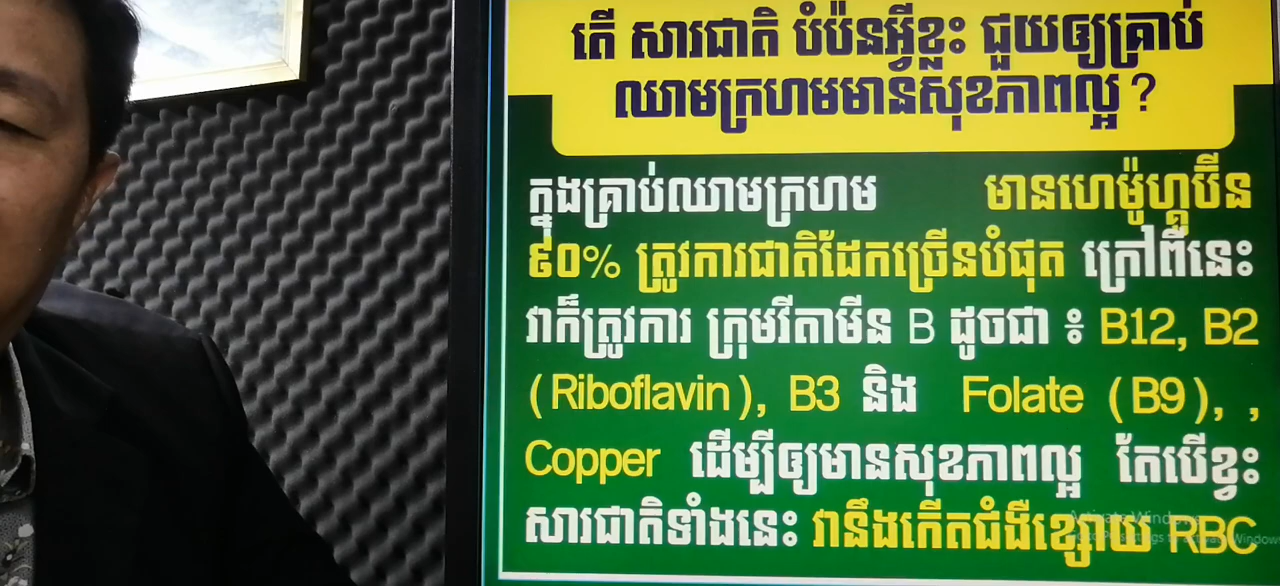 តើ សារជាតិ បំប៉នអ្វីខ្លះ ជួយឲ្យគ្រាប់
ឈាមក្រហមមានសុខភាពល្អ ?
ក្នុងគ្រាប់ឈាមក្រហម មានហេម៉ូហ្គូប៊ីន
៩០% ត្រូវការជាតិដែកច្រើនបំផុត ក្រៅពីនេះ
វាក៏ត្រូវការ ក្រុមវីតាមីន B ដូចជា ៖ B12, B2
(Riboflavin), B3 និង Folate (B9), ,
Copper ដើម្បីឲ្យមានសុខភាពល្អ តែបើខ្វះ
សារជាតិទាំងនេះ វានឹងកើតជំងឺខ្សោយ RBC
Activate Windows